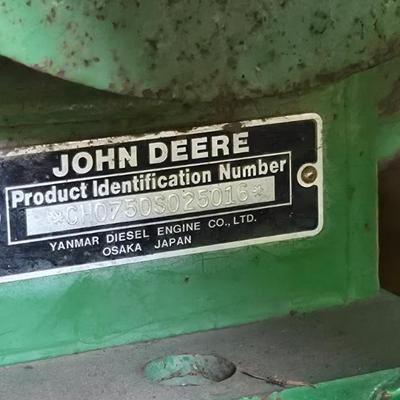 JOHN DEERE
Product Identification Number
*CH0750S025016*
YANMAR DIESEL ENGINE CO., LTD.
OSAKA JAPAN